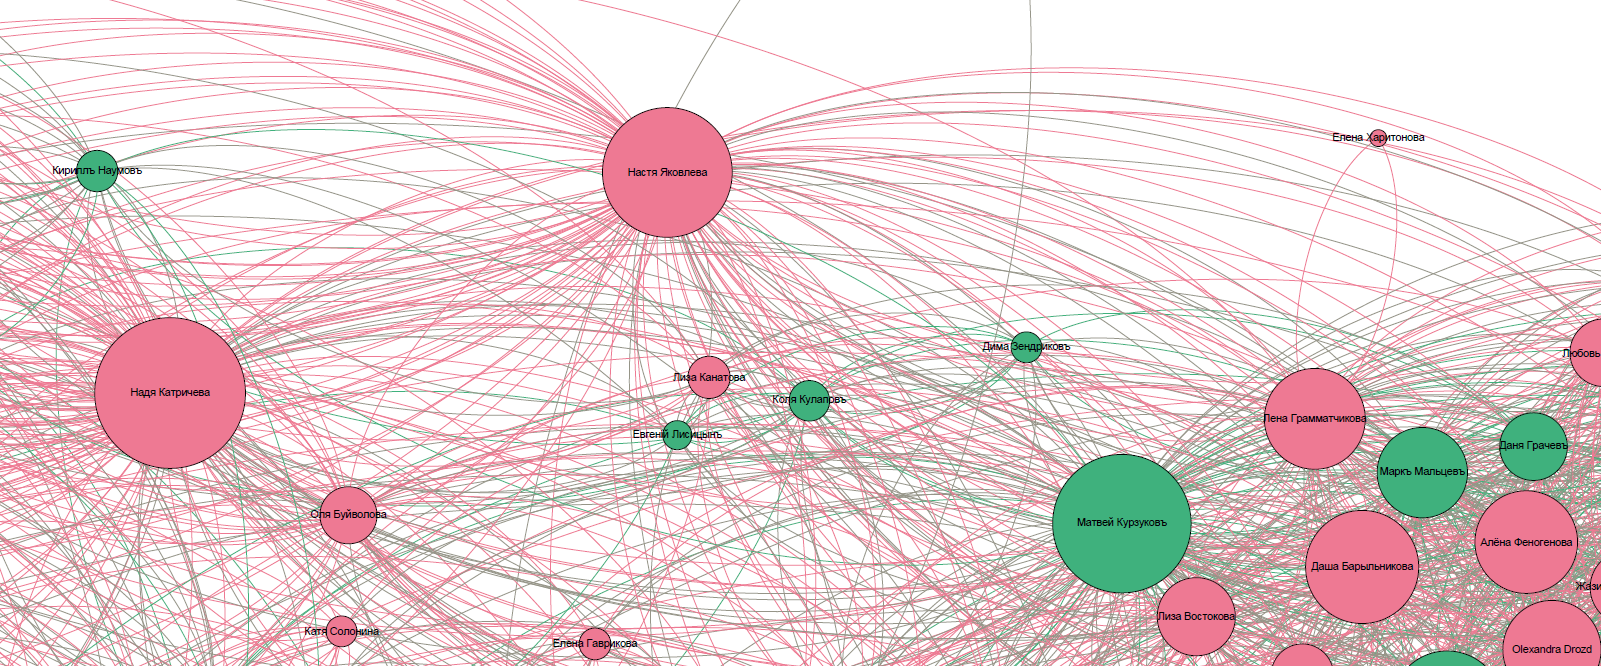 Елена Харитонова
Кириллъ Наумовъ
Настя Яковлева
Дима Зендриковъ
Любовь
Лиза Канатова
Надя Катричева
Коля Кулаповъ
Лена Грамматчикова
Евгеній Лисицынъ
Даня Грачевъ
Маркъ Мальцевъ
Оля Буйволова
Матвей Курзуковъ
Алёна Феногенова
Даша Барыльникова
Жази
Лиза Востокова
Катя Солонина
Елена Гаврикова
Olexandra Drozd